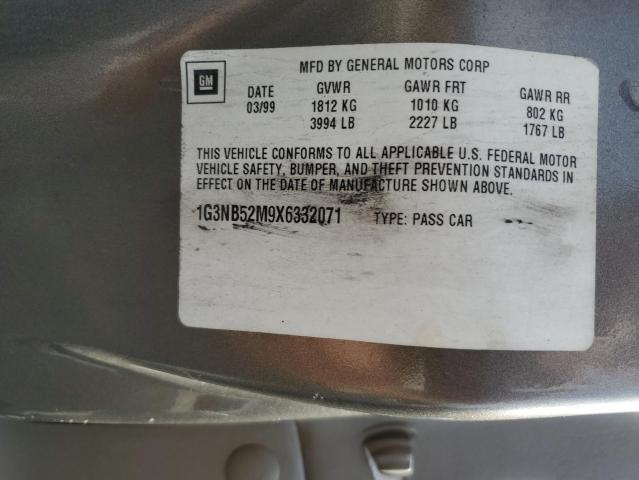 GM
MFD BY GENERAL MOTORS CORP
DATE GVWR GAWR FRT GAWR RR
03/99 1812 KG 1010 KG 802 KG
3994 LB 2227 LB 1767 LB
THIS VEHICLE CONFORMS TO ALL APPLICABLE U.S. FEDERAL MOTOR
VEHICLE SAFETY, BUMPER, AND THEFT PREVENTION STANDARDS IN
EFFECT ON THE DATE OF MANUFACTURE SHOWN ABOVE.
1G3NB52M9X6332071 TYPE: PASS CAR